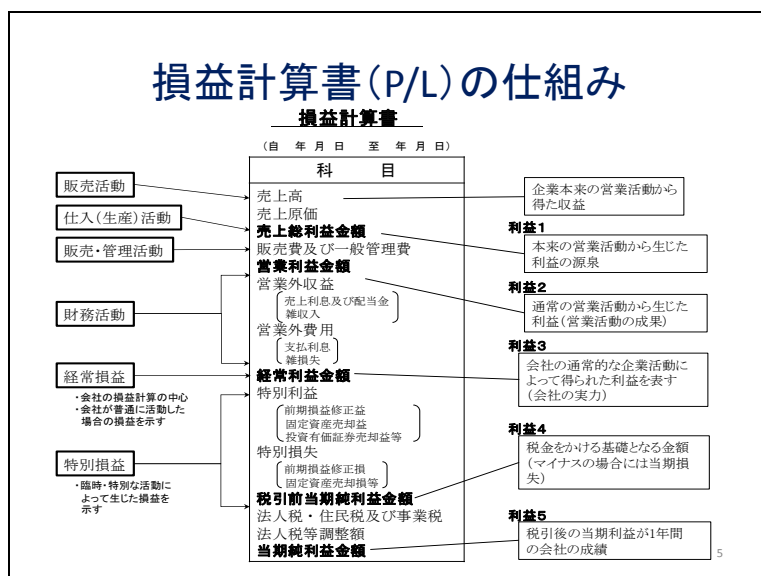 損益計算書(P/L)の仕組み
損益計算書
(自　年 月 日　至　年 月 日)
科　目
販売活動
仕入(生産)活動
販売・管理活動
財務活動
経常損益
・会社の損益計算の中心
・会社が普通に活動した
場合の損益を示す
特別損益
・臨時・特別な活動に
よって生じた損益を
示す
売上高
売上原価
売上総利益金額
販売費及び一般管理費
営業利益金額
営業外収益
売上利息及び配当金
雑収入
営業外費用
支払利息
雑損失
経常利益金額
特別利益
前期損益修正益
固定資産売却益
投資有価証券売却益等
特別損失
前期損益修正損
固定資産売却損等
税引前当期純利益金額
法人税・住民税及び事業税
法人税等調整額
当期純利益金額
企業本来の営業活動から
得た収益
利益1
本来の営業活動から生じた
利益の源泉
利益2
通常の営業活動から生じた
利益(営業活動の成果)
利益3
会社の通常的な企業活動に
よって得られた利益を表す
(会社の実力)
利益4
税金をかける基礎となる金額
(マイナスの場合には当期損
失)
利益5
税引後の当期利益が1年間
の会社の成績
5